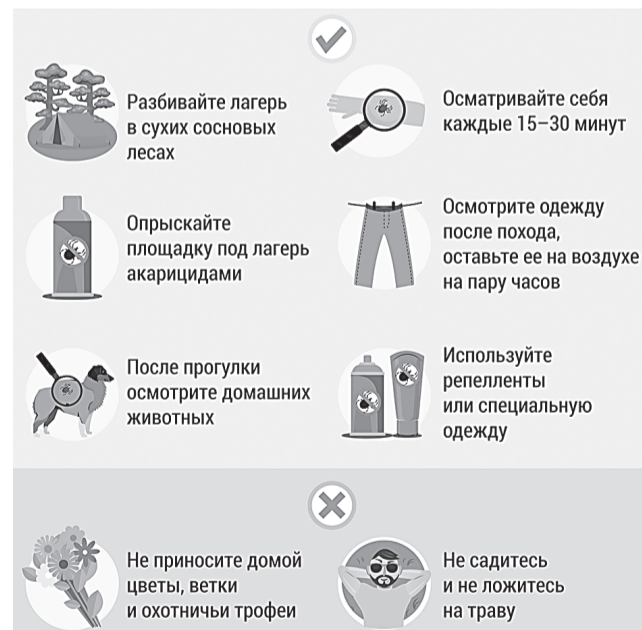 Разбивайте лагерь
в сухих сосновых
лесах
Осматривайте себя
каждые 15–30 минут
Опрыскайте
площадку под лагерь
акарицидами
Осмотрите одежду
после похода,
оставьте ее на воздухе
на пару часов
После прогулки
осмотрите домашних
животных
Используйте
репелленты
или специальную
одежду
Не приносите домой
цветы, ветки
и охотничьи трофеи
Не садитесь
и не ложитесь
на траву